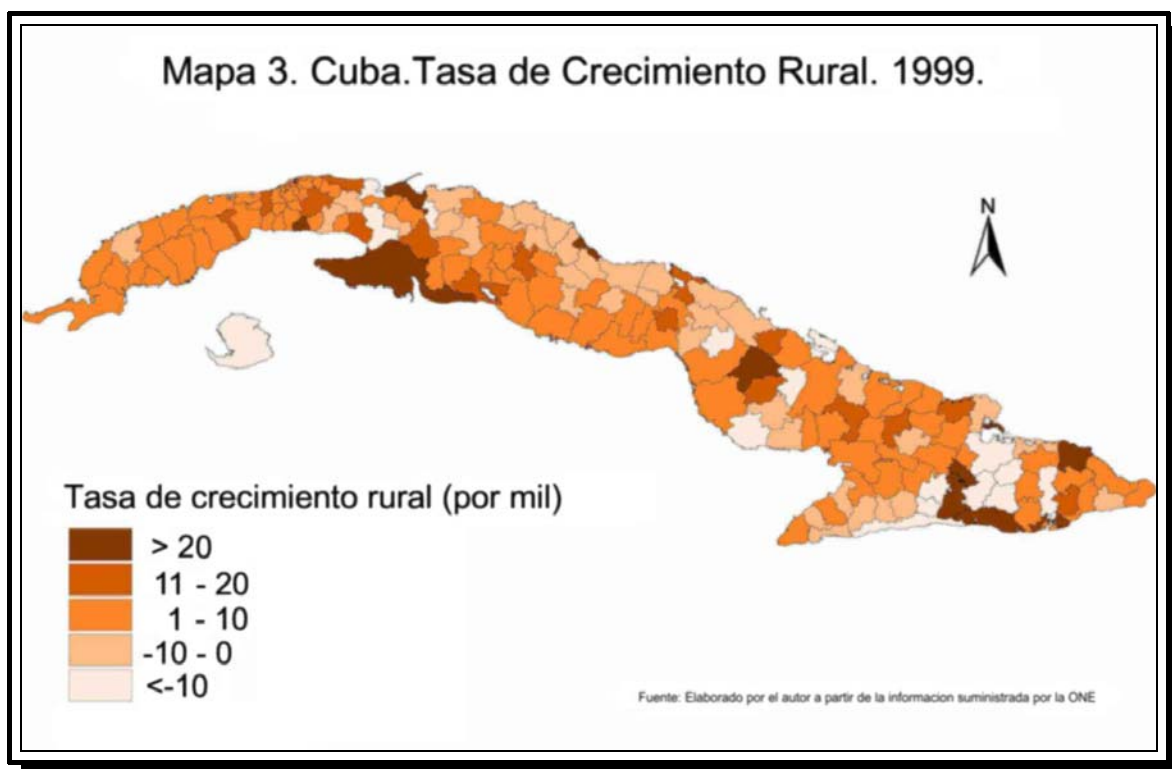 Mapa 3. Cuba.Tasa de Crecimiento Rural. 1999.
N
Tasa de crecimiento rural (por mil)
> 20
11 - 20
1 - 10
-10 - 0
<-10
Fuente: Elaborado por el autor a partir de la informacion suministrada por la ONE